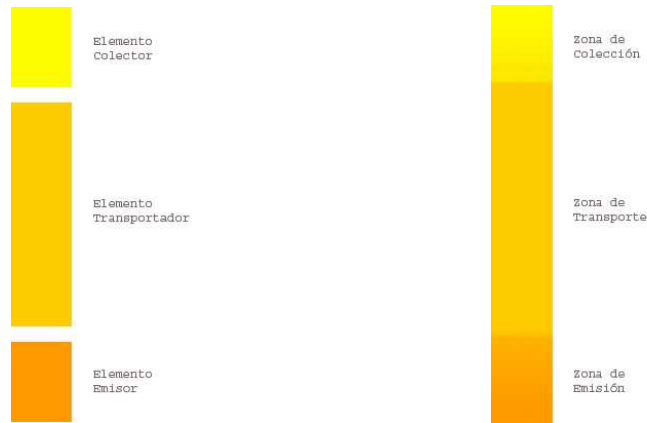 Elemento
Colector
Elemento
Transportador
Elemento
Emisor
Zona de
Colección
Zona de
Transporte
Zona de
Emisión